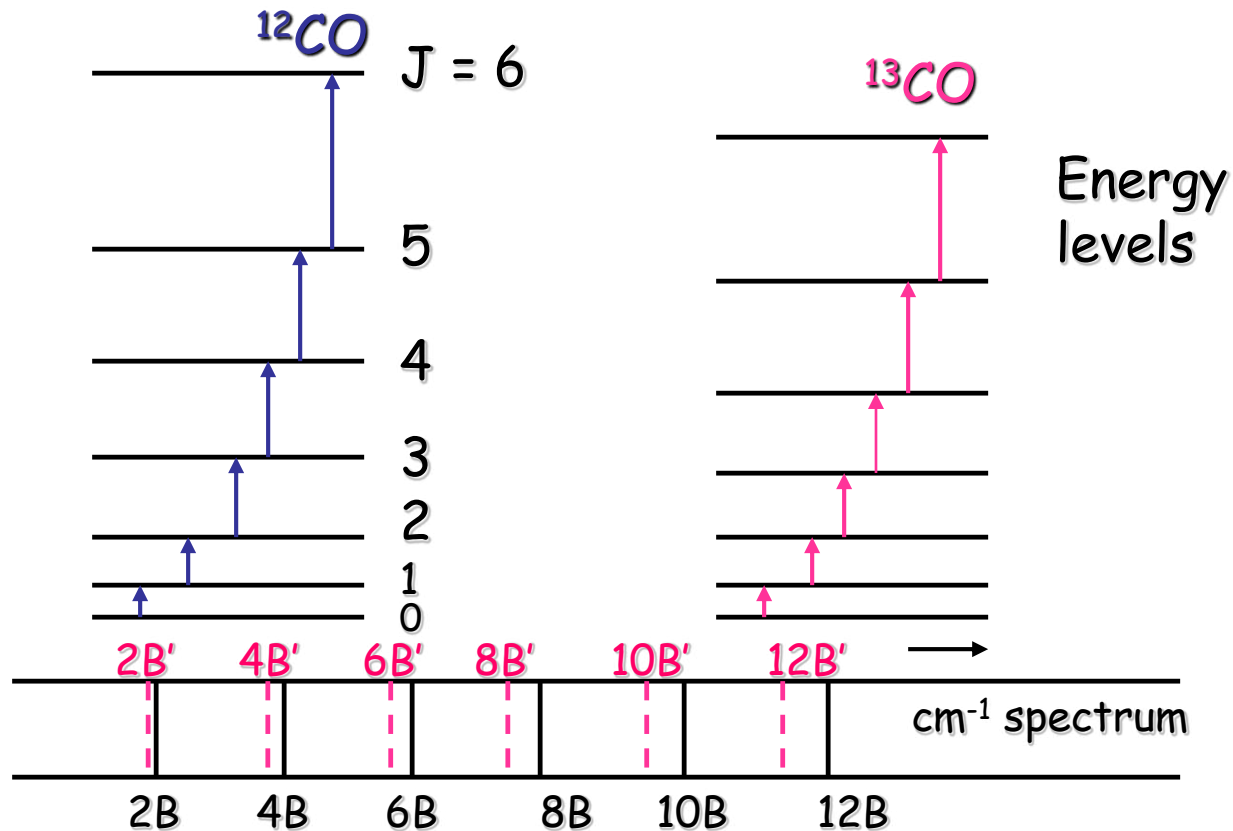 ¹²CO
J = 6
¹³CO
Energy
levels
5
4
3
2
1
0
2B′ 4B′ 6B′ 8B′ 10B′ 12B′
cm⁻¹ spectrum
2B 4B 6B 8B 10B 12B